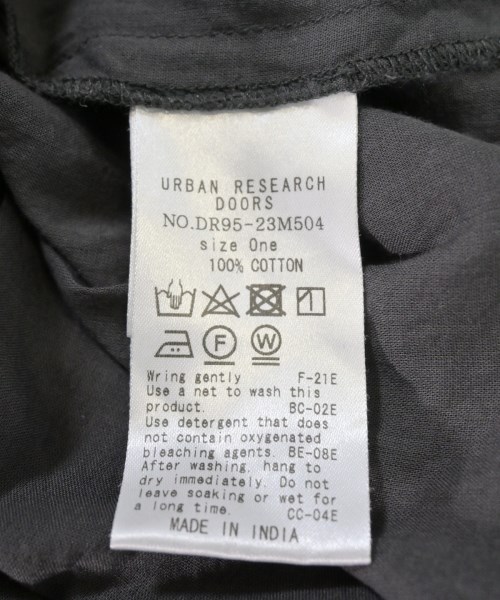 URBAN RESEARCH
DOORS
NO.DR95-23M504
size One
100% COTTON
F W
Wring gently F-21E
Use a net to wash this
product. BC-02E
Use detergent that does
not contain oxygenated
bleaching agents. BE-08E
After washing, hang to
dry immediately. Do not
leave soaking or wet for
a long time. CC-04E
MADE IN INDIA